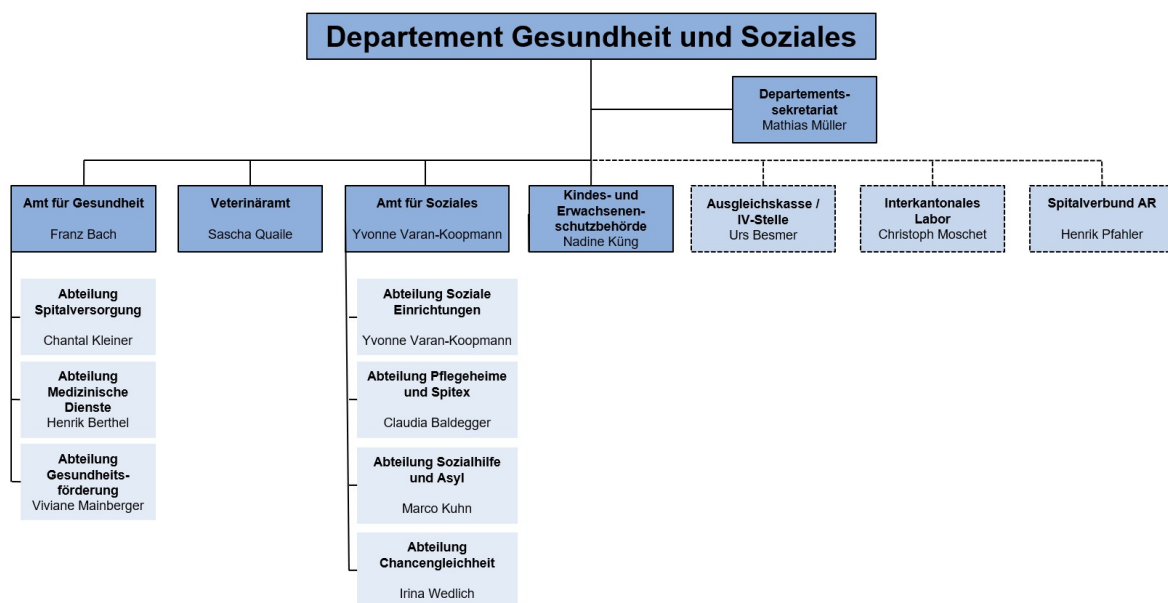 Departement Gesundheit und Soziales
Departements-
sekretariat
Mathias Müller
Amt für Gesundheit
Franz Bach
Veterinäramt
Sascha Quaile
Amt für Soziales
Yvonne Varan-Koopmann
Kindes- und
Erwachsenen-
schutzbehörde
Nadine Küng
Ausgleichskasse /
IV-Stelle
Urs Besmer
Interkantonales
Labor
Christoph Moschet
Spitalverbund AR
Henrik Pfahler
Abteilung
Spitalversorgung
Chantal Kleiner
Abteilung
Medizinische
Dienste
Henrik Berthel
Abteilung
Gesundheits-
förderung
Viviane Mainberger
Abteilung Soziale
Einrichtungen
Yvonne Varan-Koopmann
Abteilung Pflegeheime
und Spitex
Claudia Baldegger
Abteilung Sozialhilfe
und Asyl
Marco Kuhn
Abteilung
Chancengleichheit
Irina Wedlich